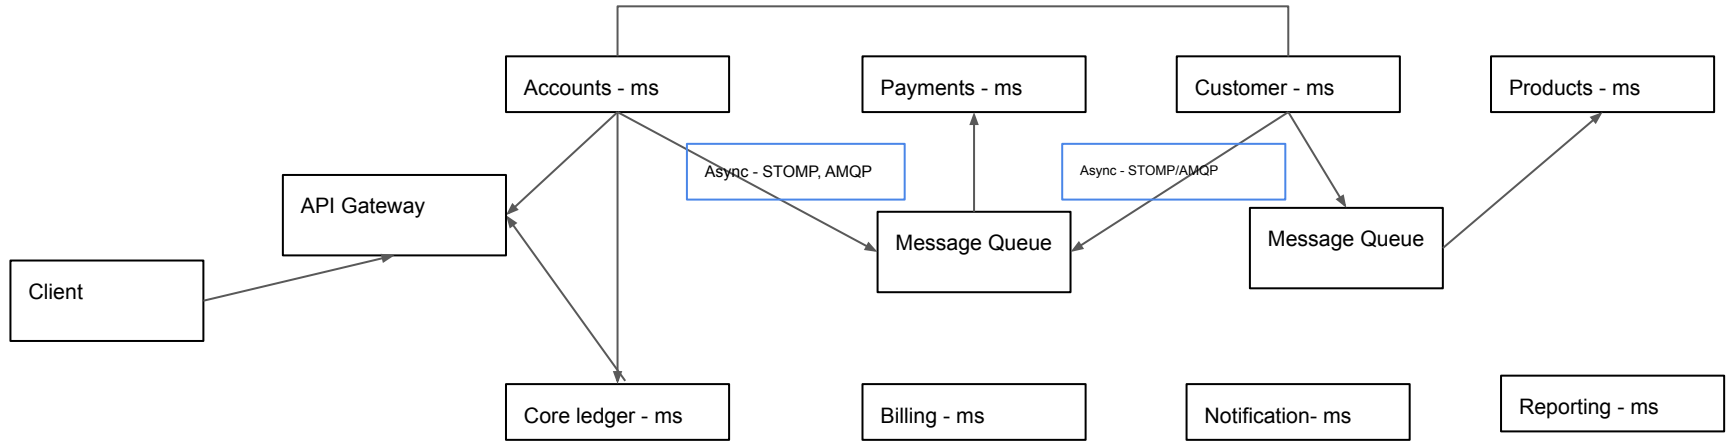 Accounts - ms
Payments - ms
Customer - ms
Products - ms
Async - STOMP, AMQP
Async - STOMP/AMQP
API Gateway
Message Queue
Message Queue
Client
Core ledger - ms
Billing - ms
Notification- ms
Reporting - ms